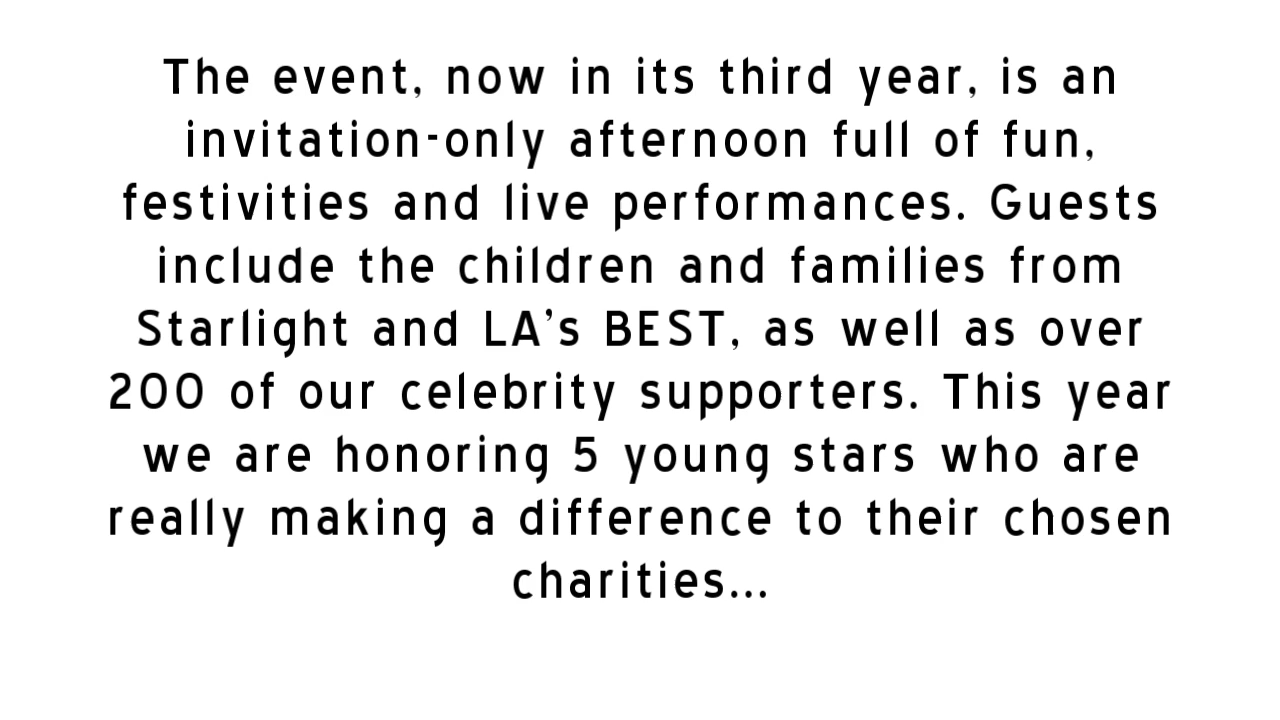 The event, now in its third year, is an
invitation-only afternoon full of fun,
festivities and live performances. Guests
include the children and families from
Starlight and LA's BEST, as well as over
200 of our celebrity supporters. This year
we are honoring 5 young stars who are
really making a difference to their chosen
charities...